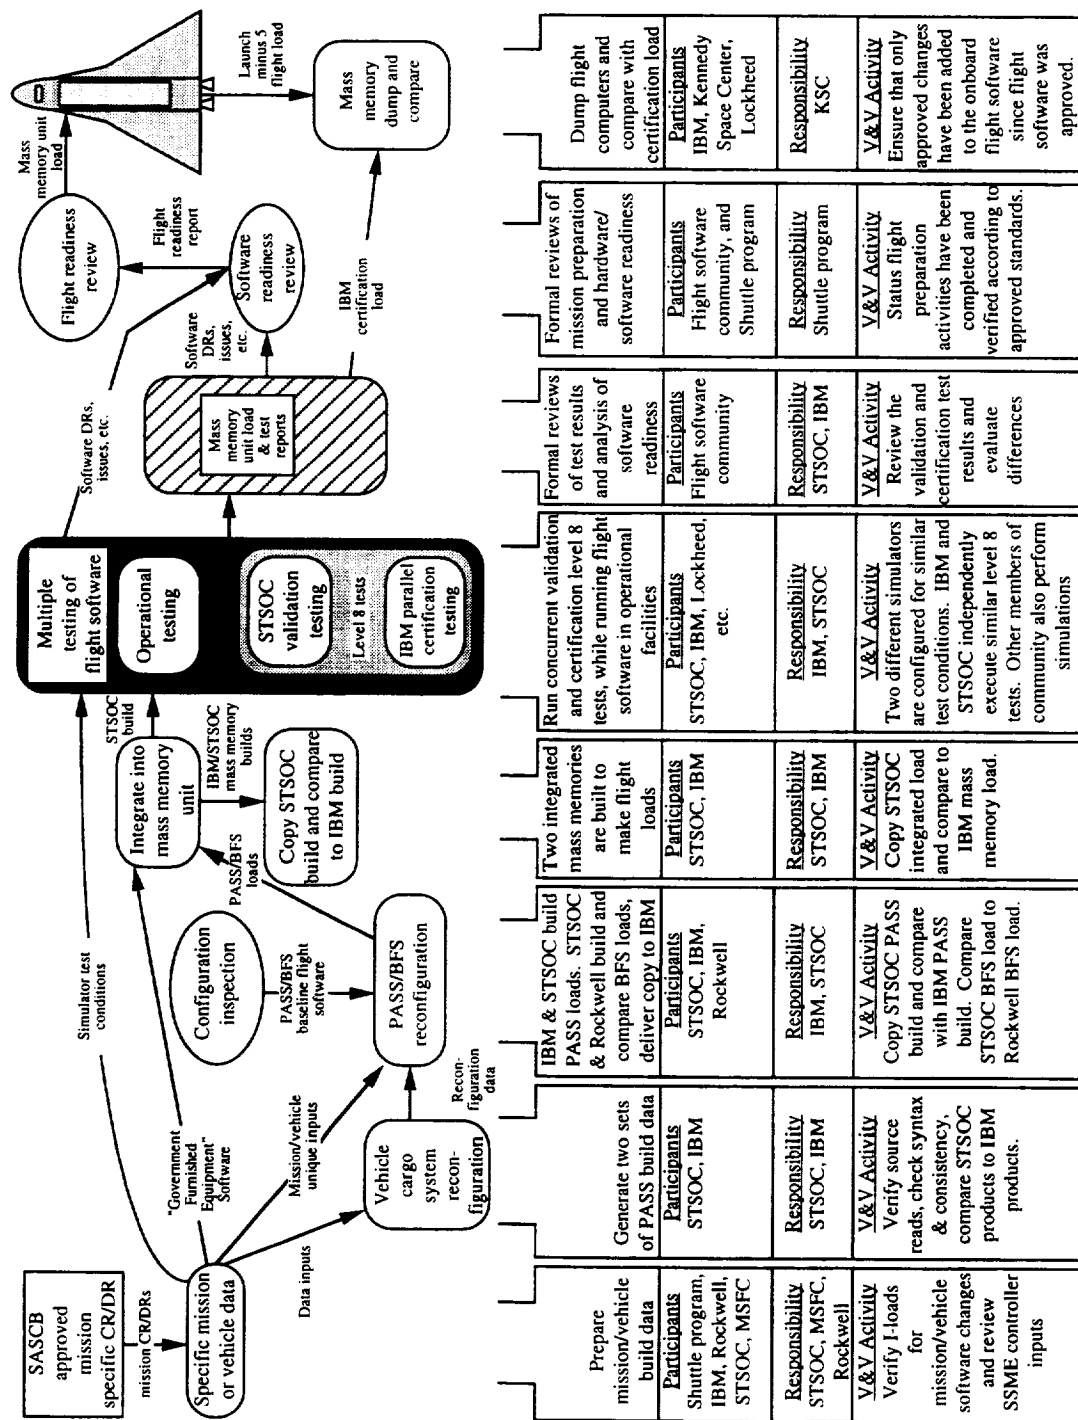 SASCB
approved
mission
specific CR/DR
mission CR/DRs
Specific mission
or vehicle data
Simulator test
conditions
"Government
Furnished
Equipment"
Software
Mission/vehicle
unique inputs
Data inputs
Vehicle
cargo
system
recon-
figuration
Recon-
figuration
data
Configuration
inspection
PASS/BFS
baseline flight
software
PASS/BFS
reconfiguration
PASS/BFS
loads
Integrate into
mass memory
unit
STSOC
build
IBM/STSOC
mass memory
builds
Copy STSOC
build and compare
to IBM build
Multiple
testing of
flight software
Operational
testing
STSOC
validation
testing
Level 8 tests
IBM parallel
certification
testing
Software DRs,
issues, etc.
Mass
memory
unit load
& test
reports
Software
DRs,
issues,
etc.
Software
readiness
review
Flight
readiness
report
Flight readiness
review
Mass
memory unit
load
IBM
certification
load
Launch
minus 5
flight load
Mass
memory
dump and
compare
Prepare
mission/vehicle
build data
Participants
Shuttle program,
IBM, Rockwell,
STSOC, MSFC
Responsibility
STSOC, MSFC,
Rockwell
V&V Activity
Verify I-loads
for
mission/vehicle
software changes
and review
SSME controller
inputs
Generate two sets
of PASS build data
Participants
STSOC, IBM
Responsibility
STSOC, IBM
V&V Activity
Verify source
reads, check syntax
& consistency,
compare STSOC
products to IBM
products.
IBM & STSOC build
PASS loads. STSOC
& Rockwell build and
compare BFS loads,
deliver copy to IBM
Participants
STSOC, IBM,
Rockwell
Responsibility
IBM, STSOC
V&V Activity
Copy STSOC PASS
build and compare
with IBM PASS
build. Compare
STSOC BFS load to
Rockwell BFS load.
Two integrated
mass memories
are built to
make flight
loads
Participants
STSOC, IBM
Responsibility
STSOC, IBM
V&V Activity
Copy STSOC
integrated load
and compare to
IBM mass
memory load.
Run concurrent validation
and certification level 8
tests, while running flight
software in operational
facilities
Participants
STSOC, IBM, Lockheed,
etc.
Responsibility
IBM, STSOC
V&V Activity
Two different simulators
are configured for similar
test conditions. IBM and
STSOC independently
execute similar level 8
tests. Other members of
community also perform
simulations
Formal reviews
of test results
and analysis of
software
readiness
Participants
Flight software
community
Responsibility
STSOC, IBM
V&V Activity
Review the
validation and
certification test
results and
evaluate
differences
Formal reviews of
mission preparation
and hardware/
software readiness
Participants
Flight software
community, and
Shuttle program
Responsibility
Shuttle program
V&V Activity
Status flight
preparation
activities have been
completed and
verified according to
approved standards.
Dump flight
computers and
compare with
certification load
Participants
IBM, Kennedy
Space Center,
Lockheed
Responsibility
KSC
V&V Activity
Ensure that only
approved changes
have been added
to the onboard
flight software
since flight
software was
approved.